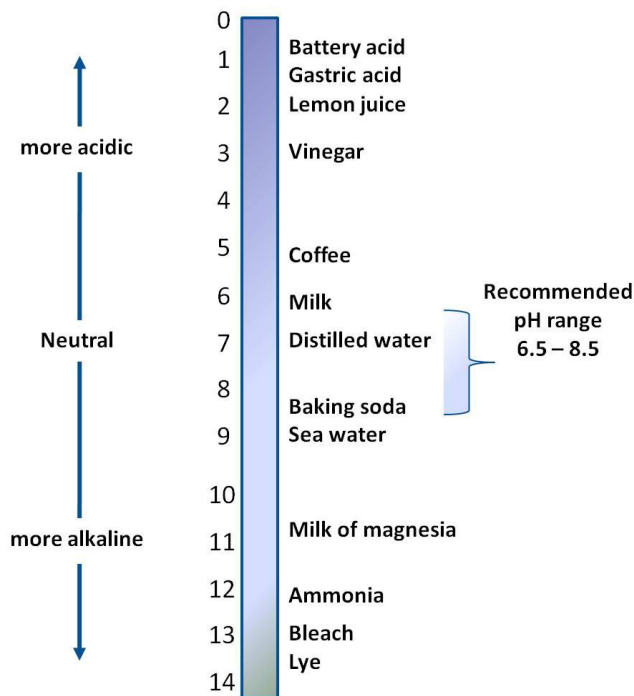 0
1
Battery acid
Gastric acid
2
Lemon juice
more acidic
3
Vinegar
4
5
Coffee
6
Milk
Recommended
pH range
6.5 – 8.5
Neutral
7
Distilled water
8
Baking soda
9
Sea water
10
more alkaline
11
Milk of magnesia
12
Ammonia
13
Bleach
Lye
14